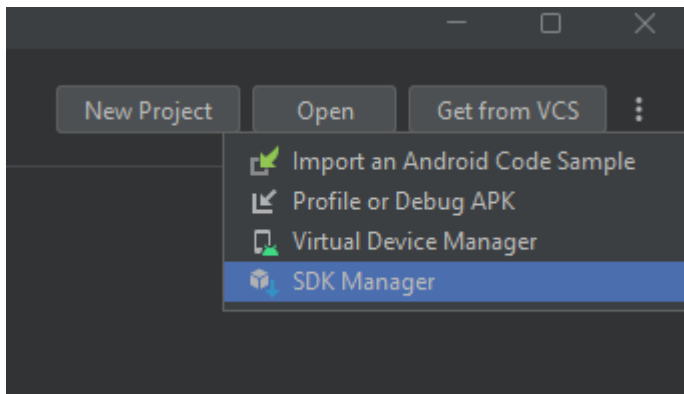 New Project Open Get from VCS
Import an Android Code Sample
Profile or Debug APK
Virtual Device Manager
SDK Manager